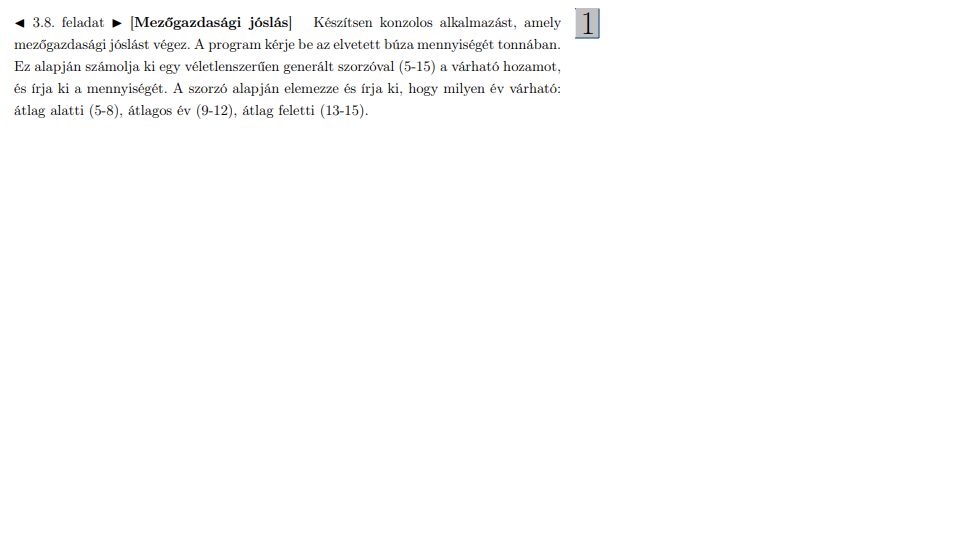 ◄ 3.8. feladat ► [Mezőgazdasági jóslás] Készítsen konzolos alkalmazást, amely
mezőgazdasági jóslást végez. A program kérje be az elvetett búza mennyiségét tonnában.
Ez alapján számolja ki egy véletlenszerűen generált szorzóval (5-15) a várható hozamot,
és írja ki a mennyiségét. A szorzó alapján elemezze és írja ki, hogy milyen év várható:
átlag alatti (5-8), átlagos év (9-12), átlag feletti (13-15).
1